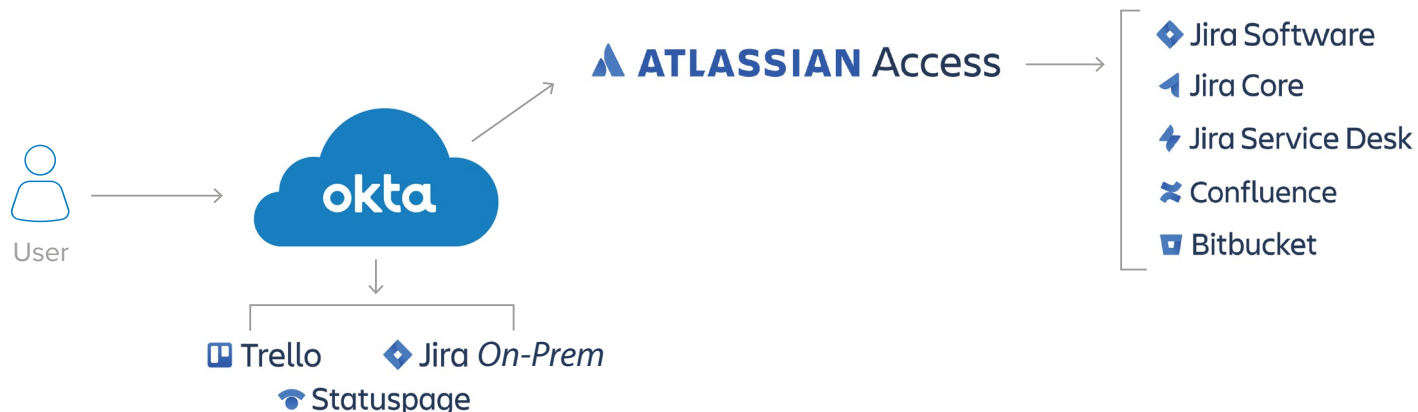 ATLASSIAN Access
Jira Software
Jira Core
Jira Service Desk
Confluence
Bitbucket
okta
User
Trello
Jira On-Prem
Statuspage